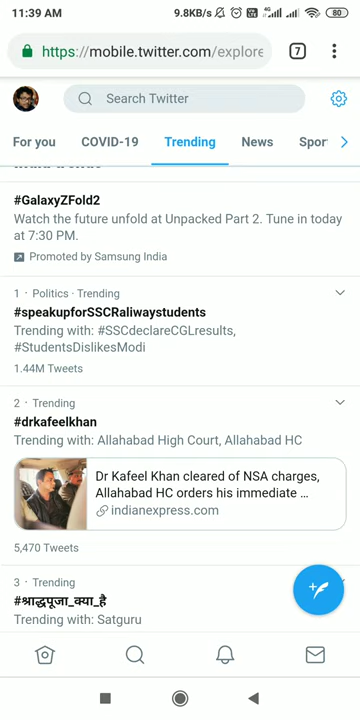 11:39 AM
9.8KB/s
4G
80
https://mobile.twitter.com/explore
7
Search Twitter
For you COVID-19 Trending News Spor
#GalaxyZFold2
Watch the future unfold at Unpacked Part 2. Tune in today
at 7:30 PM.
Promoted by Samsung India
1 · Politics · Trending
#speakupforSSCRaliwaystudents
Trending with: #SSCdeclareCGLresults,
#StudentsDislikesModi
1.44M Tweets
2 · Trending
#drkafeelkhan
Trending with: Allahabad High Court, Allahabad HC
Dr Kafeel Khan cleared of NSA charges,
Allahabad HC orders his immediate ...
indianexpress.com
5,470 Tweets
3 · Trending
#श्राद्धपूजा_क्या_है
Trending with: Satguru